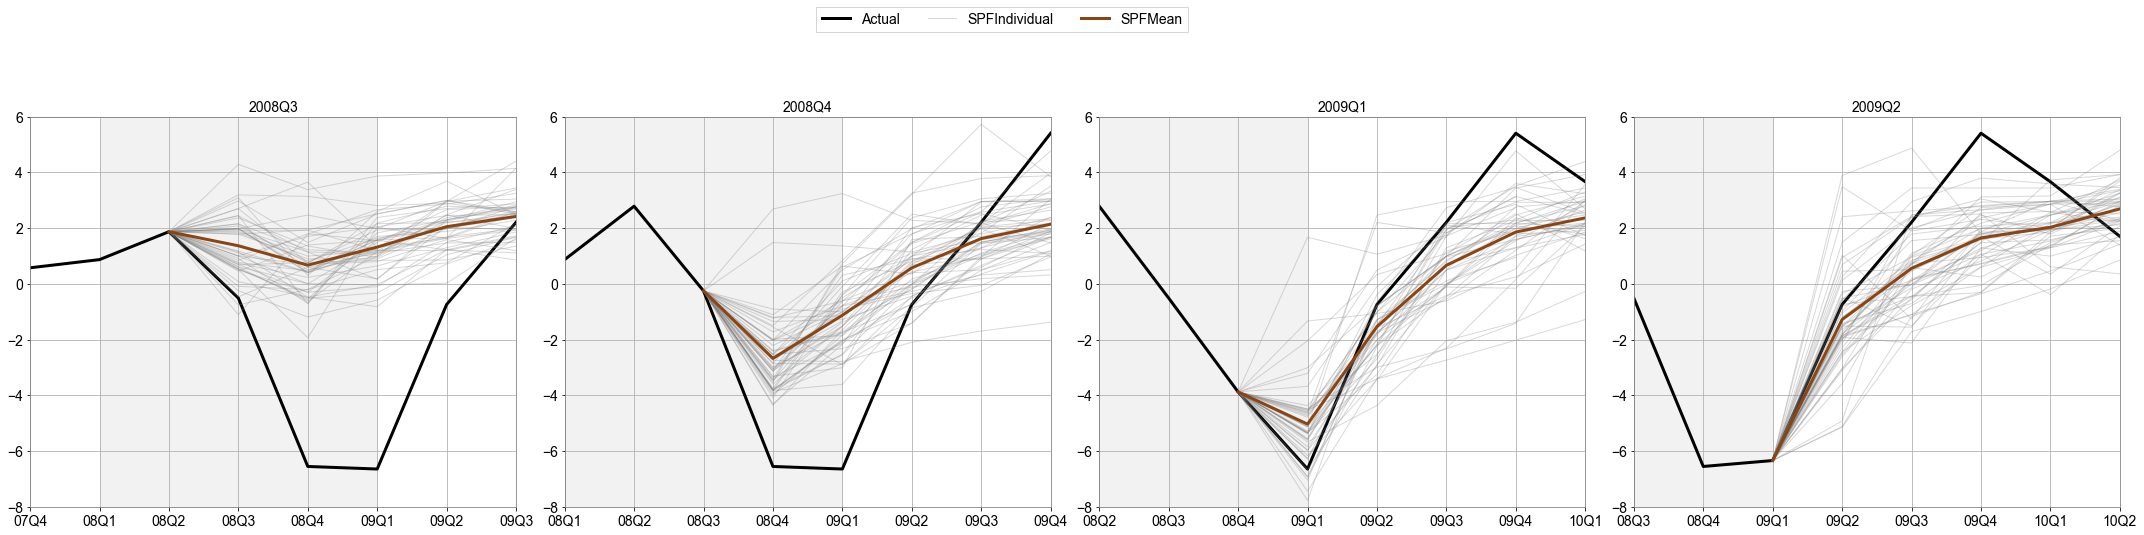 Actual SPFIndividual SPFMean
2008Q3 2008Q4 2009Q1 2009Q2
6 6 6 6
4 4 4 4
2 2 2 2
0 0 0 0
−2 −2 −2 −2
−4 −4 −4 −4
−6 −6 −6 −6
−8 −8 −8 −8
07Q4 08Q1 08Q2 08Q3 08Q4 09Q1 09Q2 09Q3 08Q1 08Q2 08Q3 08Q4 09Q1 09Q2 09Q3 09Q4 08Q2 08Q3 08Q4 09Q1 09Q2 09Q3 09Q4 10Q1 08Q3 08Q4 09Q1 09Q2 09Q3 09Q4 10Q1 10Q2